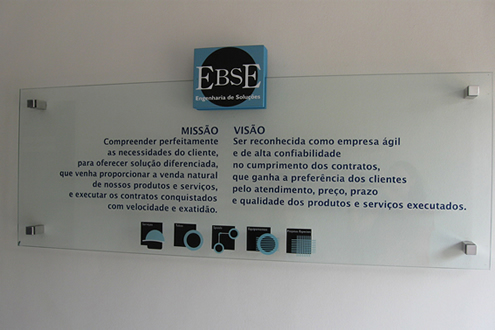 EBSE
Engenharia de Soluções
MISSÃO
Compreender perfeitamente
as necessidades do cliente,
para oferecer solução diferenciada,
que venha proporcionar a venda natural
de nossos produtos e serviços,
e executar os contratos conquistados
com velocidade e exatidão.
VISÃO
Ser reconhecida como empresa ágil
e de alta confiabilidade
no cumprimento dos contratos,
que ganha a preferência dos clientes
pelo atendimento, preço, prazo
e qualidade dos produtos e serviços executados.